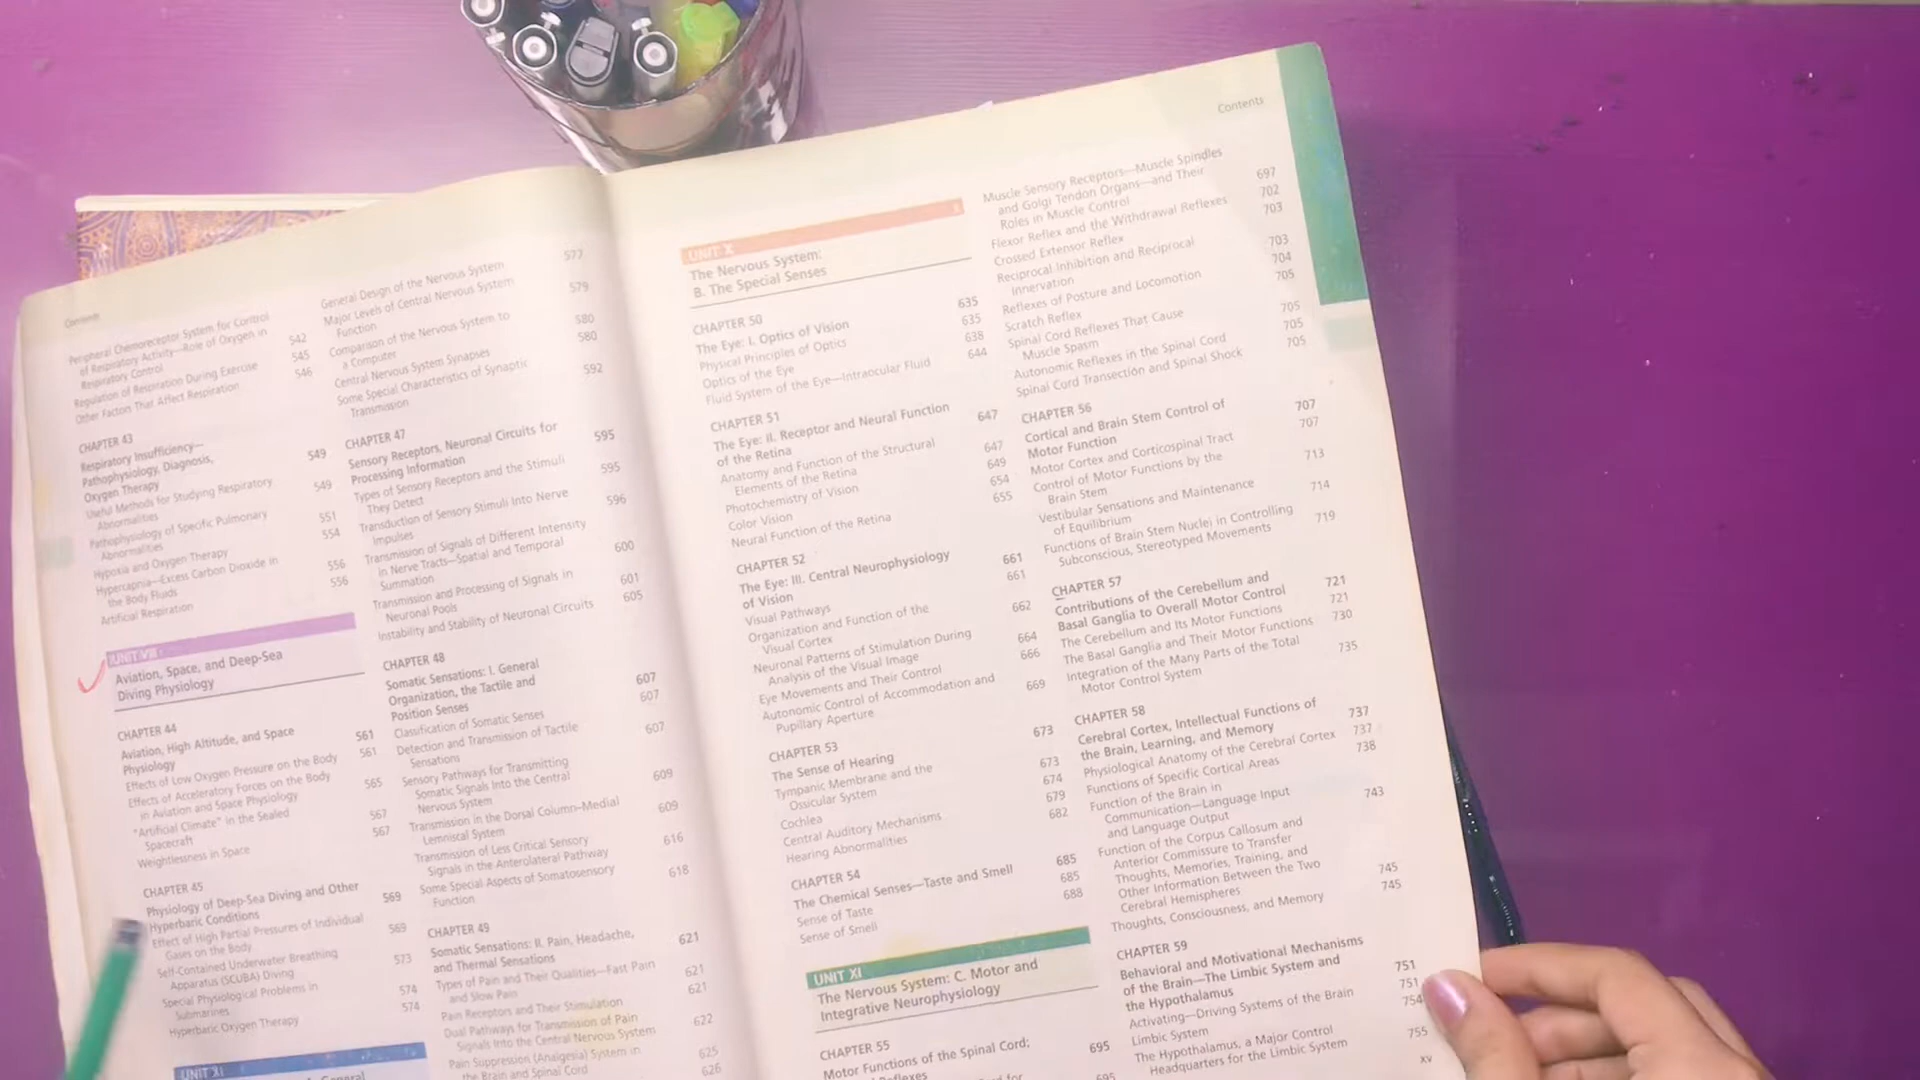 Contents
Peripheral Chemoreceptor System for Control
of Respiratory Activity—Role of Oxygen in
Respiratory Control 542
Regulation of Respiration During Exercise 545
Other Factors That Affect Respiration 546
CHAPTER 43
Respiratory Insufficiency—
Pathophysiology, Diagnosis,
Oxygen Therapy 549
Useful Methods for Studying Respiratory
Abnormalities 549
Pathophysiology of Specific Pulmonary
Abnormalities 551
Hypoxia and Oxygen Therapy 554
Hypercapnia—Excess Carbon Dioxide in
the Body Fluids 556
Artificial Respiration 556
UNIT VIII
Aviation, Space, and Deep-Sea
Diving Physiology
CHAPTER 44
Aviation, High Altitude, and Space
Physiology 561
Effects of Low Oxygen Pressure on the Body 561
Effects of Acceleratory Forces on the Body
in Aviation and Space Physiology 565
"Artificial Climate" in the Sealed
Spacecraft 567
Weightlessness in Space 567
CHAPTER 45
Physiology of Deep-Sea Diving and Other
Hyperbaric Conditions 569
Effect of High Partial Pressures of Individual
Gases on the Body 569
Self-Contained Underwater Breathing
Apparatus (SCUBA) Diving 573
Special Physiological Problems in
Submarines 574
Hyperbaric Oxygen Therapy 574
General Design of the Nervous System 577
Major Levels of Central Nervous System
Function 579
Comparison of the Nervous System to
a Computer 580
Central Nervous System Synapses 580
Some Special Characteristics of Synaptic
Transmission 592
CHAPTER 47
Sensory Receptors, Neuronal Circuits for
Processing Information 595
Types of Sensory Receptors and the Stimuli
They Detect 595
Transduction of Sensory Stimuli Into Nerve
Impulses 596
Transmission of Signals of Different Intensity
in Nerve Tracts—Spatial and Temporal
Summation 600
Transmission and Processing of Signals in
Neuronal Pools 601
Instability and Stability of Neuronal Circuits 605
CHAPTER 48
Somatic Sensations: I. General
Organization, the Tactile and
Position Senses 607
Classification of Somatic Senses 607
Detection and Transmission of Tactile
Sensations 607
Sensory Pathways for Transmitting
Somatic Signals Into the Central
Nervous System 609
Transmission in the Dorsal Column–Medial
Lemniscal System 609
Transmission of Less Critical Sensory
Signals in the Anterolateral Pathway 616
Some Special Aspects of Somatosensory
Function 618
CHAPTER 49
Somatic Sensations: II. Pain, Headache,
and Thermal Sensations 621
Types of Pain and Their Qualities—Fast Pain
and Slow Pain 621
Pain Receptors and Their Stimulation 621
Dual Pathways for Transmission of Pain
Signals Into the Central Nervous System 622
Pain Suppression (Analgesia) System in
the Brain and Spinal Cord 625
626
Contents
UNIT X
The Nervous System:
B. The Special Senses
CHAPTER 50
The Eye: I. Optics of Vision 635
Physical Principles of Optics 635
Optics of the Eye 638
Fluid System of the Eye—Intraocular Fluid 644
CHAPTER 51
The Eye: II. Receptor and Neural Function
of the Retina 647
Anatomy and Function of the Structural
Elements of the Retina 647
Photochemistry of Vision 649
Color Vision 654
Neural Function of the Retina 655
CHAPTER 52
The Eye: III. Central Neurophysiology
of Vision 661
Visual Pathways 661
Organization and Function of the
Visual Cortex 662
Neuronal Patterns of Stimulation During
Analysis of the Visual Image 664
Eye Movements and Their Control 666
Autonomic Control of Accommodation and
Pupillary Aperture 669
CHAPTER 53
The Sense of Hearing 673
Tympanic Membrane and the
Ossicular System 673
Cochlea 674
Central Auditory Mechanisms 679
Hearing Abnormalities 682
CHAPTER 54
The Chemical Senses—Taste and Smell 685
Sense of Taste 685
Sense of Smell 688
UNIT XI
The Nervous System: C. Motor and
Integrative Neurophysiology
CHAPTER 55
Motor Functions of the Spinal Cord; 695
695
Muscle Sensory Receptors—Muscle Spindles
and Golgi Tendon Organs—and Their
Roles in Muscle Control 697
Flexor Reflex and the Withdrawal Reflexes 702
Crossed Extensor Reflex 703
Reciprocal Inhibition and Reciprocal
Innervation 703
Reflexes of Posture and Locomotion 704
Scratch Reflex 705
Spinal Cord Reflexes That Cause
Muscle Spasm 705
Autonomic Reflexes in the Spinal Cord 705
Spinal Cord Transection and Spinal Shock 705
CHAPTER 56
Cortical and Brain Stem Control of
Motor Function 707
Motor Cortex and Corticospinal Tract 707
Control of Motor Functions by the
Brain Stem 713
Vestibular Sensations and Maintenance
of Equilibrium 714
Functions of Brain Stem Nuclei in Controlling
Subconscious, Stereotyped Movements 719
CHAPTER 57
Contributions of the Cerebellum and
Basal Ganglia to Overall Motor Control 721
The Cerebellum and Its Motor Functions 721
The Basal Ganglia and Their Motor Functions 730
Integration of the Many Parts of the Total
Motor Control System 735
CHAPTER 58
Cerebral Cortex, Intellectual Functions of
the Brain, Learning, and Memory 737
Physiological Anatomy of the Cerebral Cortex 737
Functions of Specific Cortical Areas 738
Function of the Brain in
Communication—Language Input
and Language Output 743
Function of the Corpus Callosum and
Anterior Commissure to Transfer
Thoughts, Memories, Training, and
Other Information Between the Two
Cerebral Hemispheres 745
Thoughts, Consciousness, and Memory 745
CHAPTER 59
Behavioral and Motivational Mechanisms
of the Brain—The Limbic System and
the Hypothalamus 751
Activating—Driving Systems of the Brain 751
Limbic System 754
The Hypothalamus, a Major Control
Headquarters for the Limbic System 755
xv